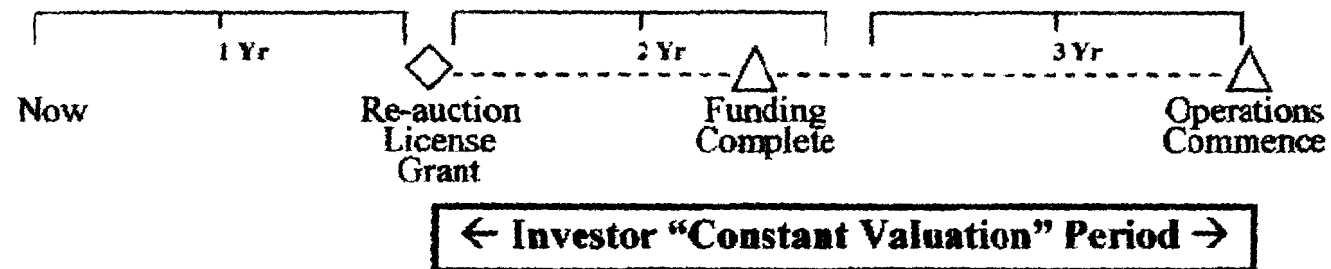 1 Yr 2 Yr 3 Yr
Now Re-auction Funding Operations
License Complete Commence
Grant
← Investor “Constant Valuation” Period →